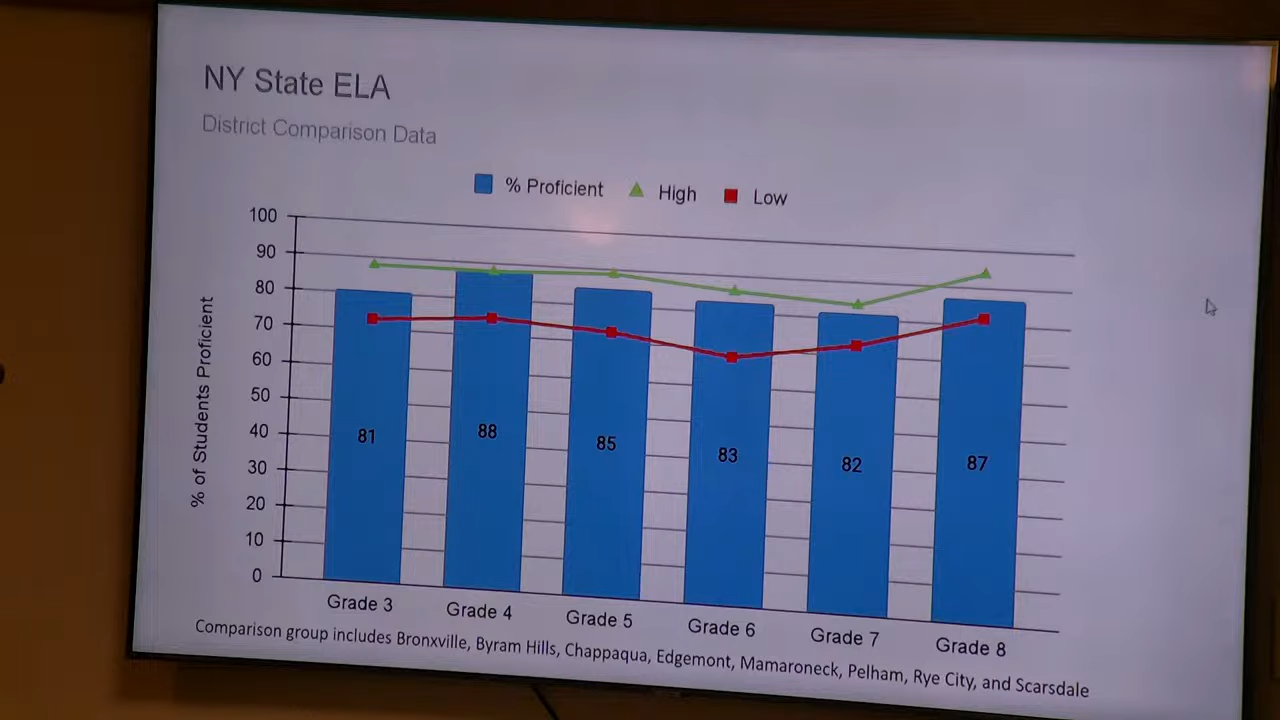 NY State ELA
District Comparison Data
% Proficient High Low
% of Students Proficient
100
90
80
70
60
50
40
30
20
10
0
81 88 85 83 82 87
Grade 3 Grade 4 Grade 5 Grade 6 Grade 7 Grade 8
Comparison group includes Bronxville, Byram Hills, Chappaqua, Edgemont, Mamaroneck, Pelham, Rye City, and Scarsdale